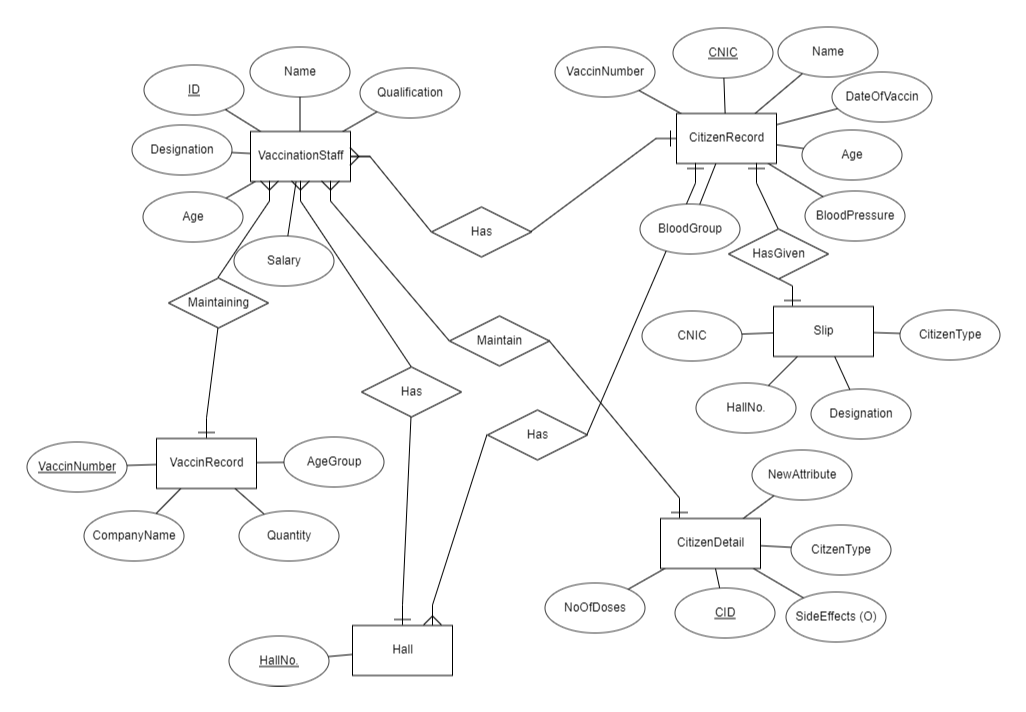 CNIC
Name
VaccinNumber
Name
ID
Qualification
DateOfVaccin
CitizenRecord
Designation
VaccinationStaff
Age
Age
BloodPressure
BloodGroup
Has
HasGiven
Salary
Maintaining
Slip
CNIC
CitizenType
Maintain
Has
HallNo.
Designation
Has
AgeGroup
VaccinRecord
VaccinNumber
NewAttribute
CompanyName
Quantity
CitizenDetail
CitzenType
NoOfDoses
CID
SideEffects (O)
Hall
HallNo.